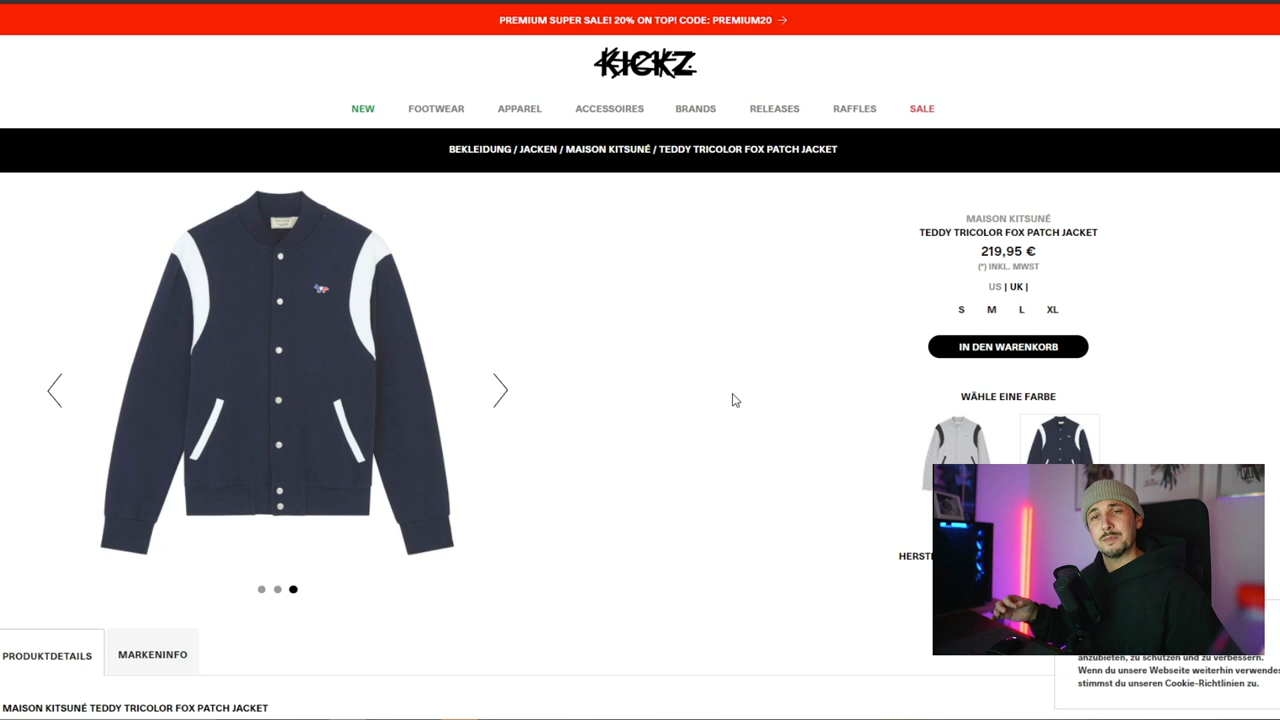 PREMIUM SUPER SALE! 20% ON TOP! CODE: PREMIUM20 →
KICKZ
NEW FOOTWEAR APPAREL ACCESSOIRES BRANDS RELEASES RAFFLES SALE
BEKLEIDUNG / JACKEN / MAISON KITSUNÉ / TEDDY TRICOLOR FOX PATCH JACKET
MAISON KITSUNÉ
TEDDY TRICOLOR FOX PATCH JACKET
219,95 €
(*) INKL. MWST
US | UK |
S M L XL
IN DEN WARENKORB
WÄHLE EINE FARBE
HERST
PRODUKTDETAILS MARKENINFO
anzubieten, zu schützen und zu verbessern.
Wenn du unsere Webseite weiterhin verwendes
stimmst du unseren Cookie-Richtlinien zu.
MAISON KITSUNÉ TEDDY TRICOLOR FOX PATCH JACKET